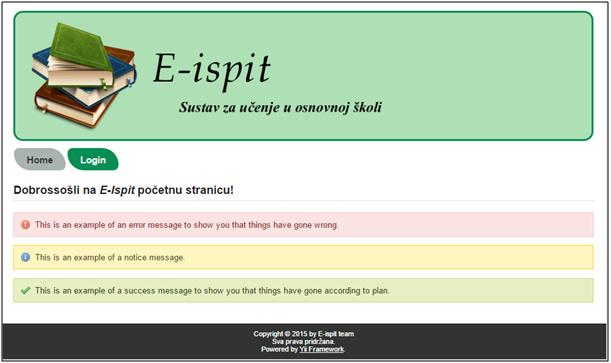 E-ispit
Sustav za učenje u osnovnoj školi
Home Login
Dobrossošli na E-Ispit početnu stranicu!
This is an example of an error message to show you that things have gone wrong.
This is an example of a notice message.
This is an example of a success message to show you that things have gone according to plan.
Copyright © 2015 by E-ispit team
Sva prava pridržana.
Powered by Yii Framework.